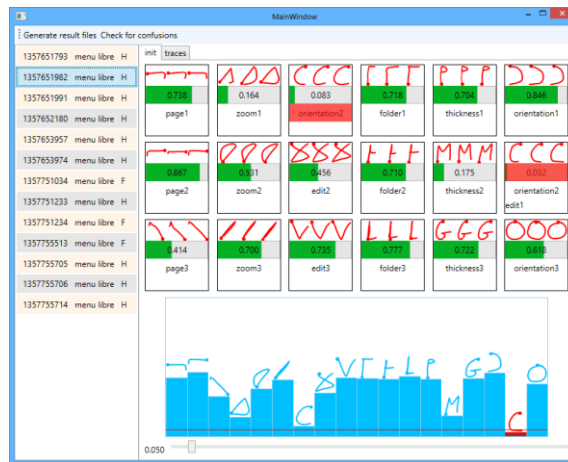 MainWindow
Generate result files Check for confusions
1357651793 menu libre H
1357651982 menu libre H
1357651991 menu libre H
1357652180 menu libre H
1357653957 menu libre H
1357653974 menu libre H
1357751034 menu libre F
1357751233 menu libre H
1357751234 menu libre F
1357755513 menu libre F
1357755705 menu libre H
1357755706 menu libre H
1357755714 menu libre H
init traces
C C C P P P
0.738 0.164 0.083 0.718 0.704 0.846
page1 zoom1 orientation2 folder1 thickness1 orientation1
M M M C C C
0.867 0.531 0.456 0.710 0.175 0.032
page2 zoom2 edit2 folder2 thickness2 orientation2
edit1
V V V L L L G G G O O O
0.414 0.700 0.735 0.777 0.722 0.618
page3 zoom3 edit3 folder3 thickness3 orientation3
C V L P M G C O
0.050